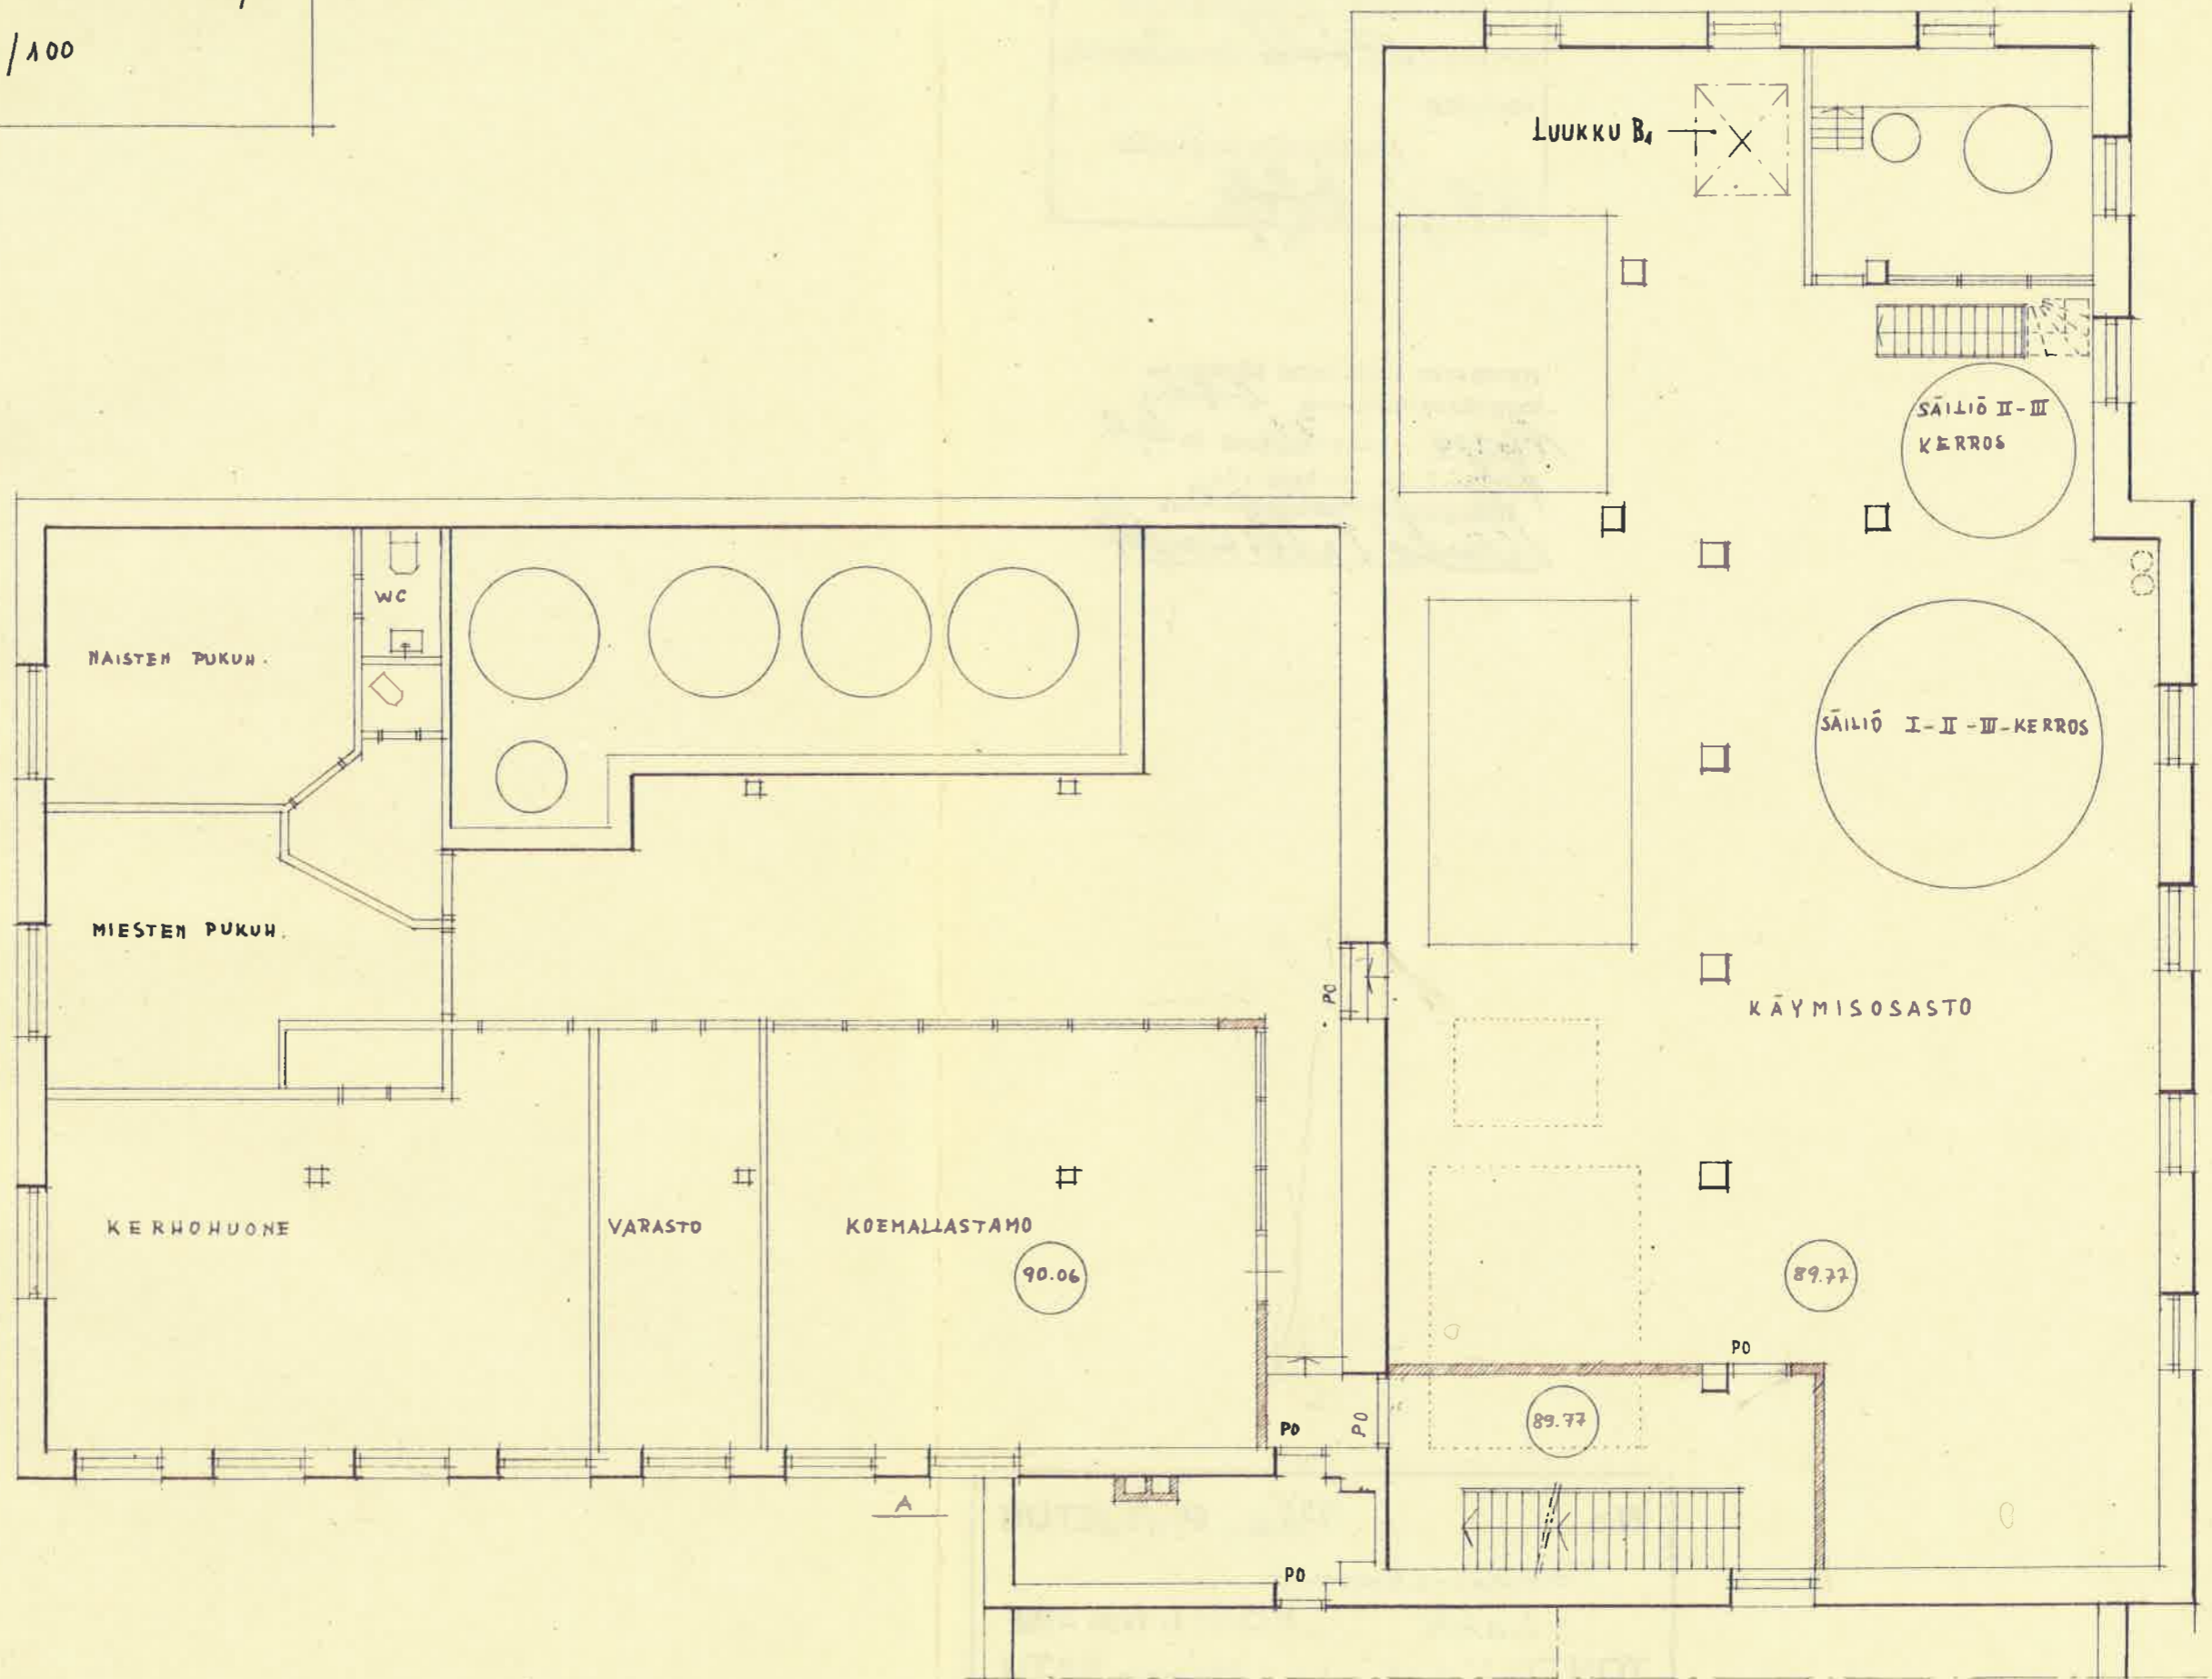 /100
LUUKKU B1
SÄILIÖ II-III
KERROS
WC
NAISTEN PUKUH.
SÄILIÖ I-II-III-KERROS
MIESTEN PUKUH.
PO
KÄYMISOSASTO
KERHOHUONE
VARASTO
KOEMALLASTAMO
90.06
89.77
PO
89.77
PO
PO
A
PO